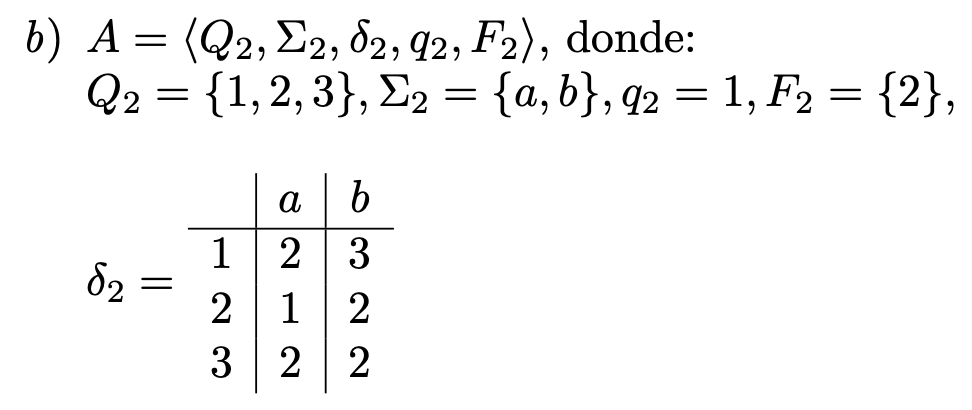 b) A = ⟨Q₂, Σ₂, δ₂, q₂, F₂⟩, donde:
Q₂ = {1, 2, 3}, Σ₂ = {a, b}, q₂ = 1, F₂ = {2},
a b
1 2 3
δ₂ =
2 1 2
3 2 2